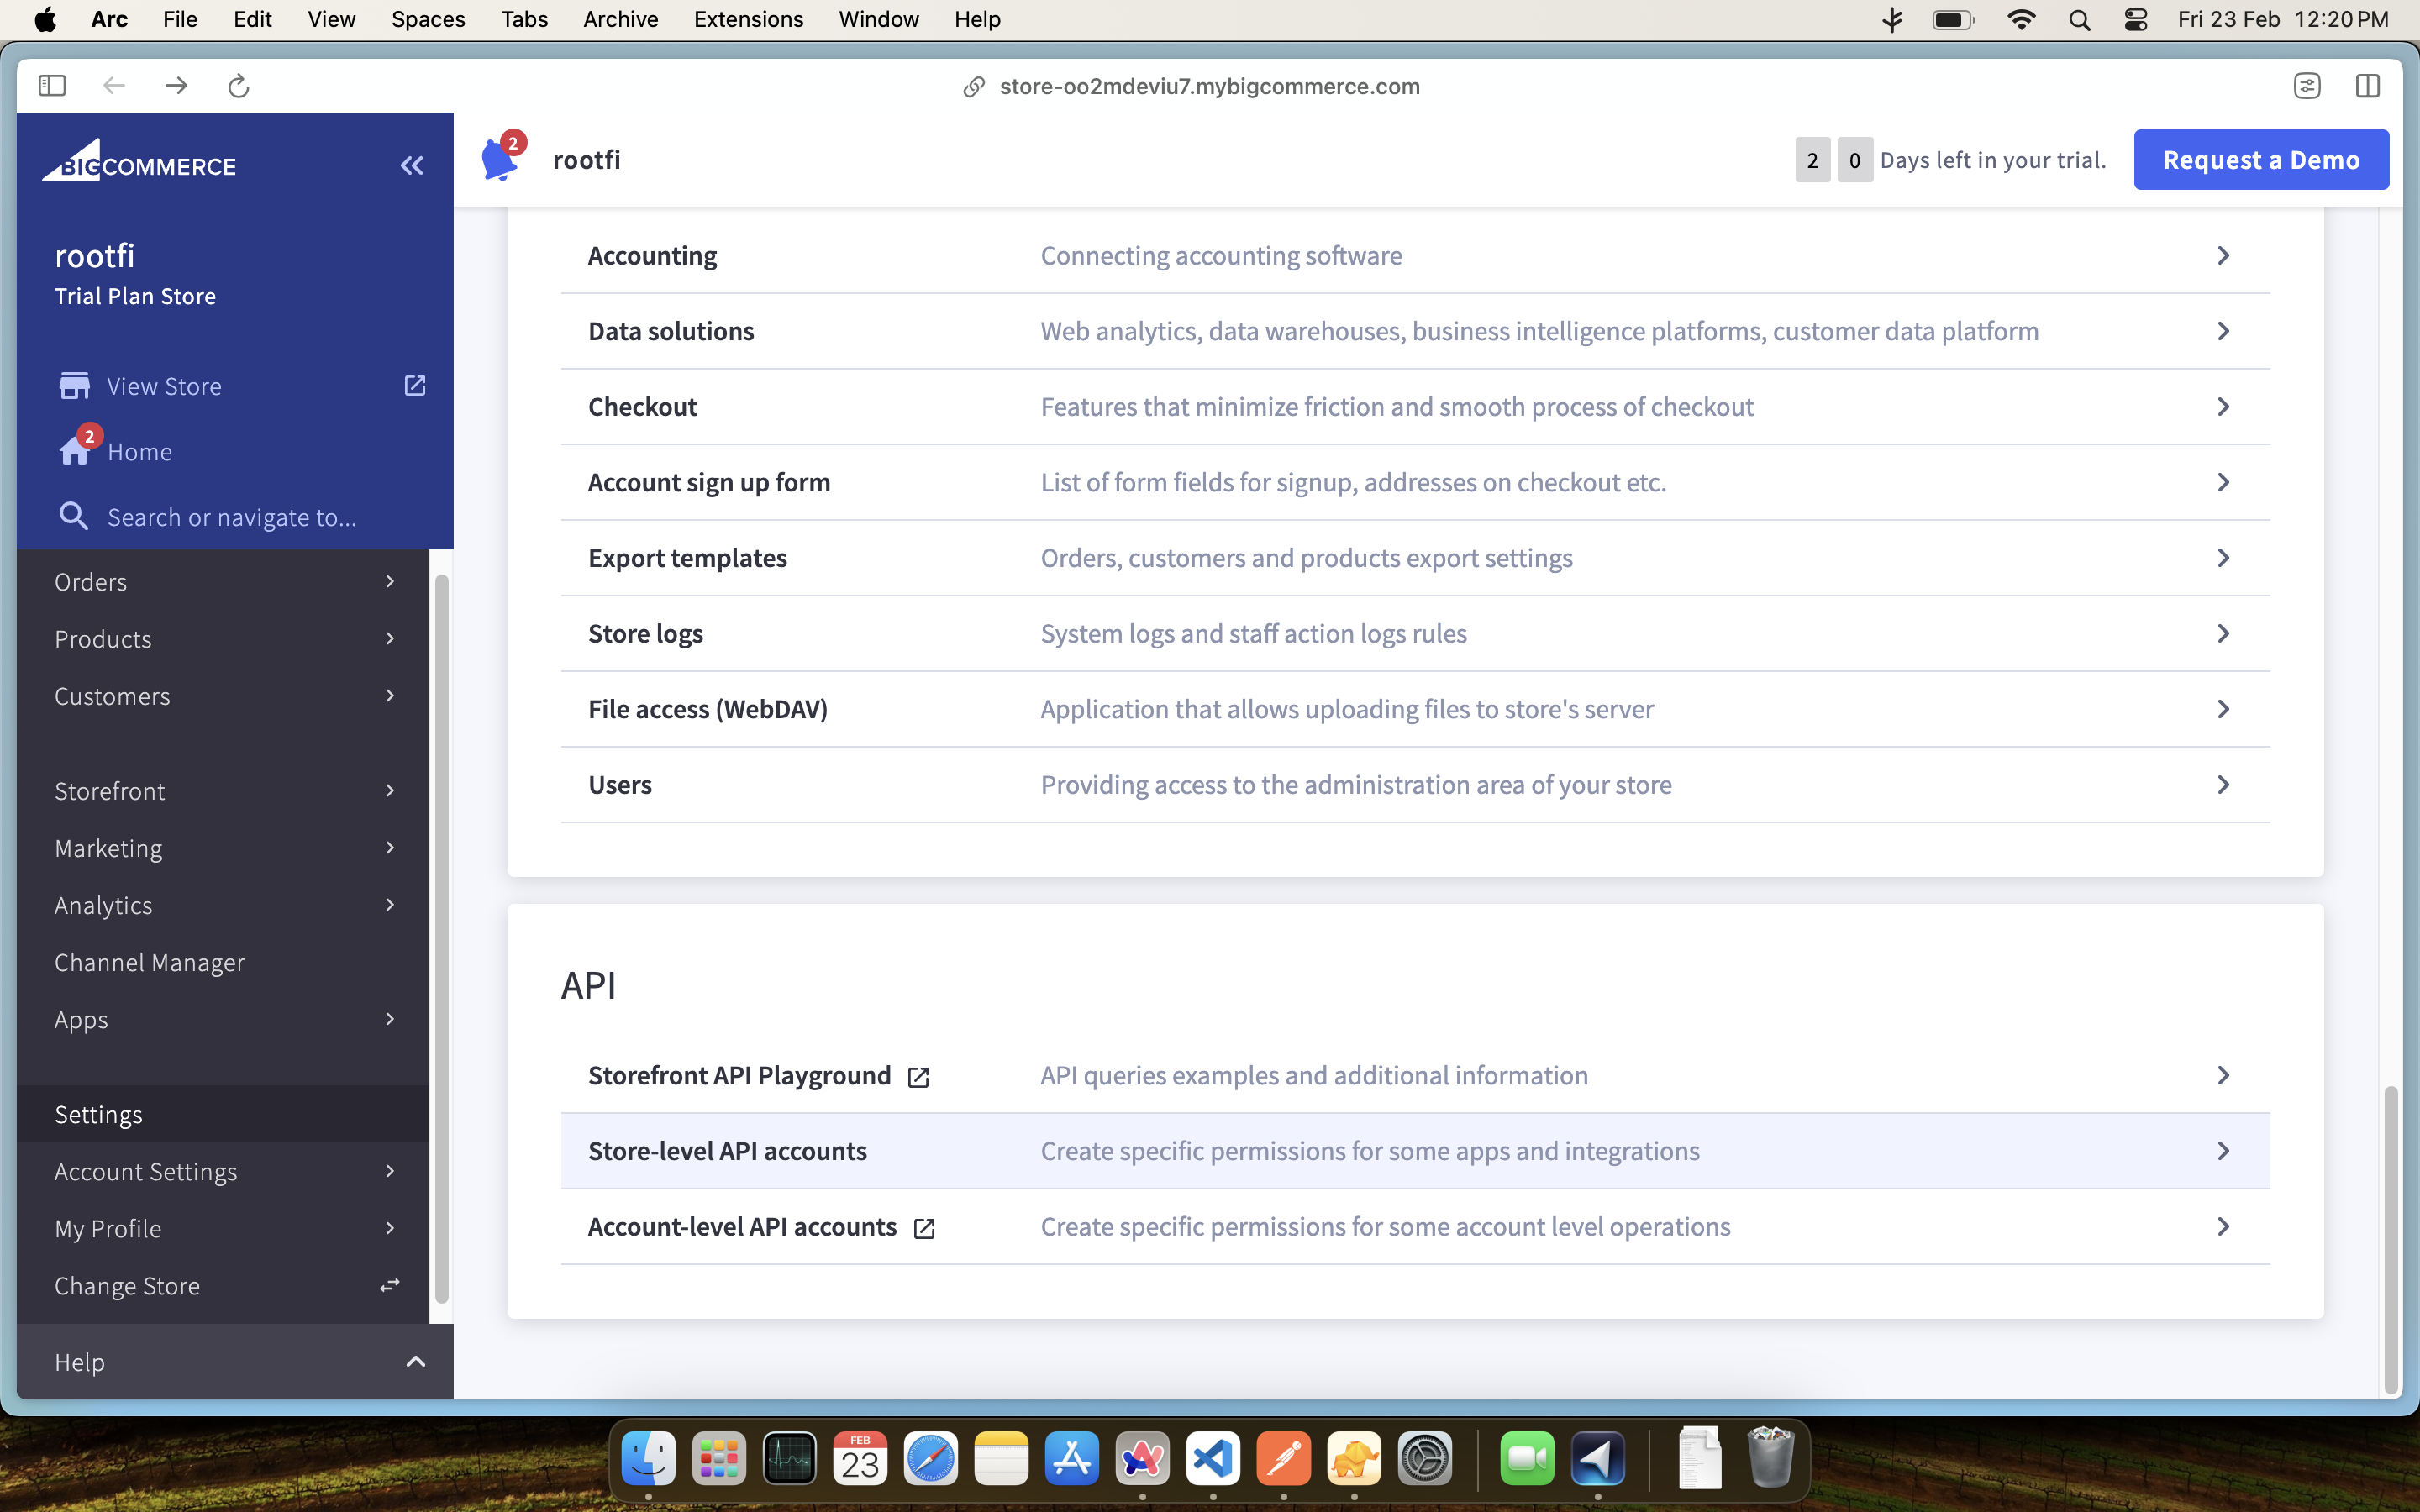 Arc File Edit View Spaces Tabs Archive Extensions Window Help Fri 23 Feb 12:20 PM
store-oo2mdeviu7.mybigcommerce.com
BIGCOMMERCE
2
rootfi
2 0 Days left in your trial.
Request a Demo
rootfi
Trial Plan Store
View Store
2
Home
Search or navigate to...
Orders
Products
Customers
Storefront
Marketing
Analytics
Channel Manager
Apps
Settings
Account Settings
My Profile
Change Store
Help
Accounting Connecting accounting software
Data solutions Web analytics, data warehouses, business intelligence platforms, customer data platform
Checkout Features that minimize friction and smooth process of checkout
Account sign up form List of form fields for signup, addresses on checkout etc.
Export templates Orders, customers and products export settings
Store logs System logs and staff action logs rules
File access (WebDAV) Application that allows uploading files to store's server
Users Providing access to the administration area of your store
API
Storefront API Playground API queries examples and additional information
Store-level API accounts Create specific permissions for some apps and integrations
Account-level API accounts Create specific permissions for some account level operations
FEB
23